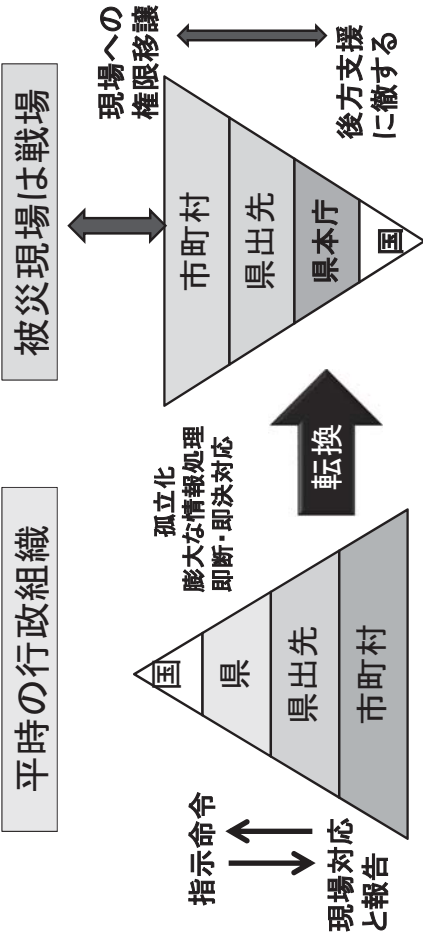 平時の行政組織
指示命令
現場対応
と報告
国
県
県出先
市町村
孤立化
膨大な情報処理
即断・即決対応
転換
被災現場は戦場
市町村
県出先
県本庁
国
現場への
権限移譲
後方支援
に徹する